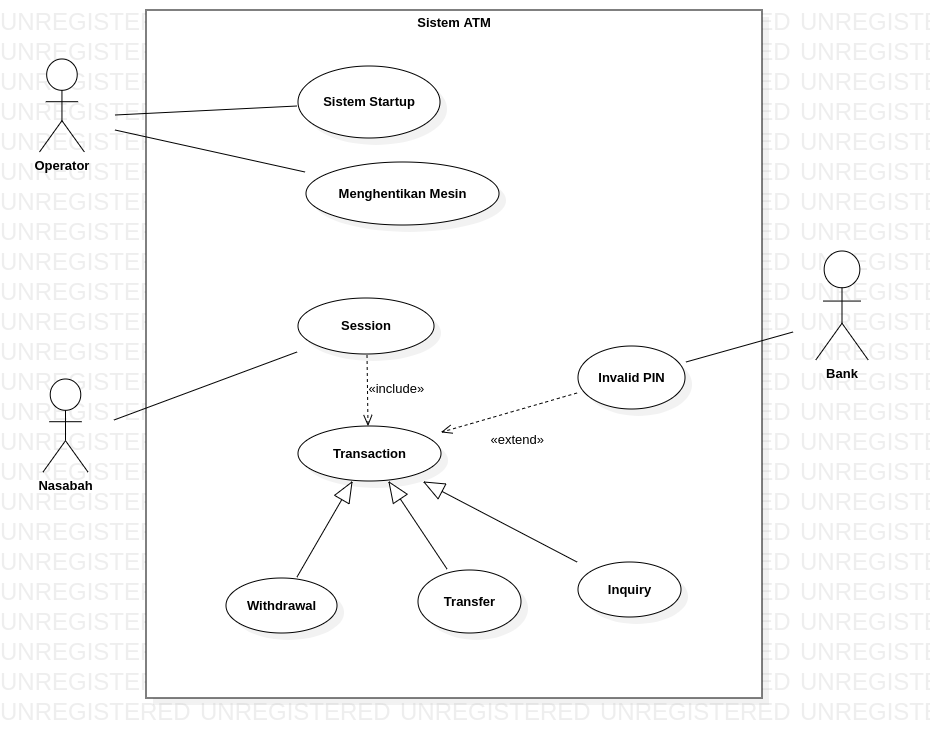 Sistem ATM
Sistem Startup
Operator
Menghentikan Mesin
Session
Invalid PIN
Bank
«include»
«extend»
Transaction
Nasabah
Inquiry
Withdrawal
Transfer
UNREGISTERED UNREGISTERED UNREGISTERED UNREGISTERED UNREGISTE